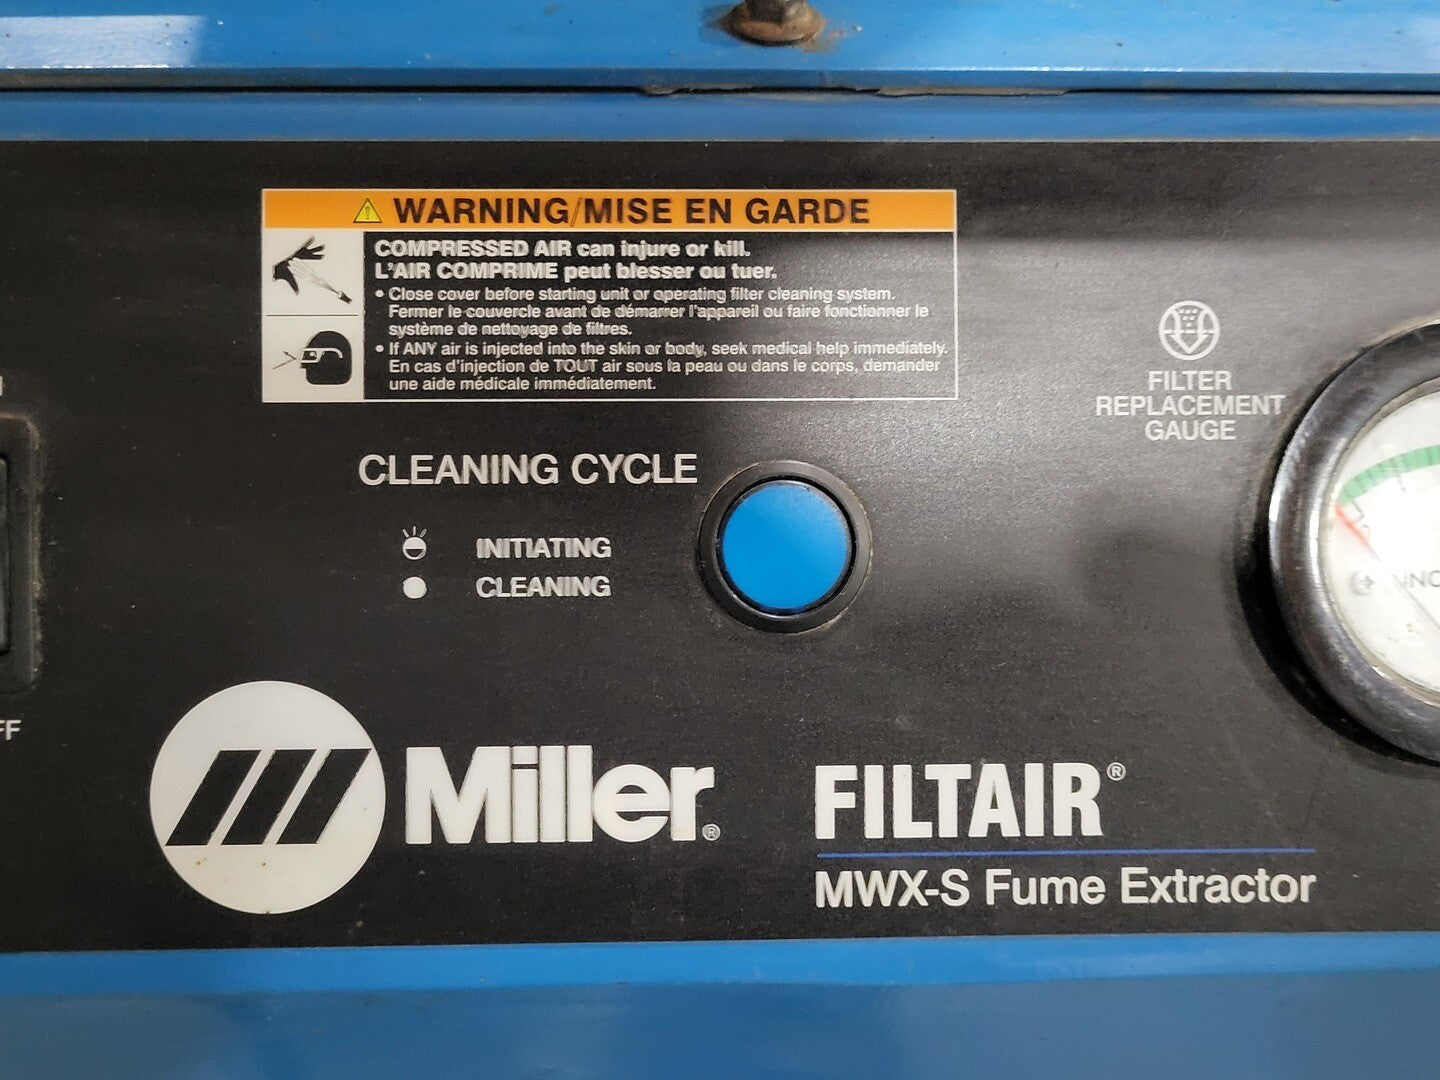 WARNING/MISE EN GARDE
COMPRESSED AIR can injure or kill.
L'AIR COMPRIME peut blesser ou tuer.
• Close cover before starting unit or operating filter cleaning system.
Fermer le couvercle avant de démarrer l'appareil ou faire fonctionner le
système de nettoyage de filtres.
• If ANY air is injected into the skin or body, seek medical help immediately.
En cas d'injection de TOUT air sous la peau ou dans le corps, demander
une aide médicale immédiatement.
FILTER
REPLACEMENT
GAUGE
CLEANING CYCLE
INITIATING
CLEANING
Miller®
FILTAIR®
MWX-S Fume Extractor